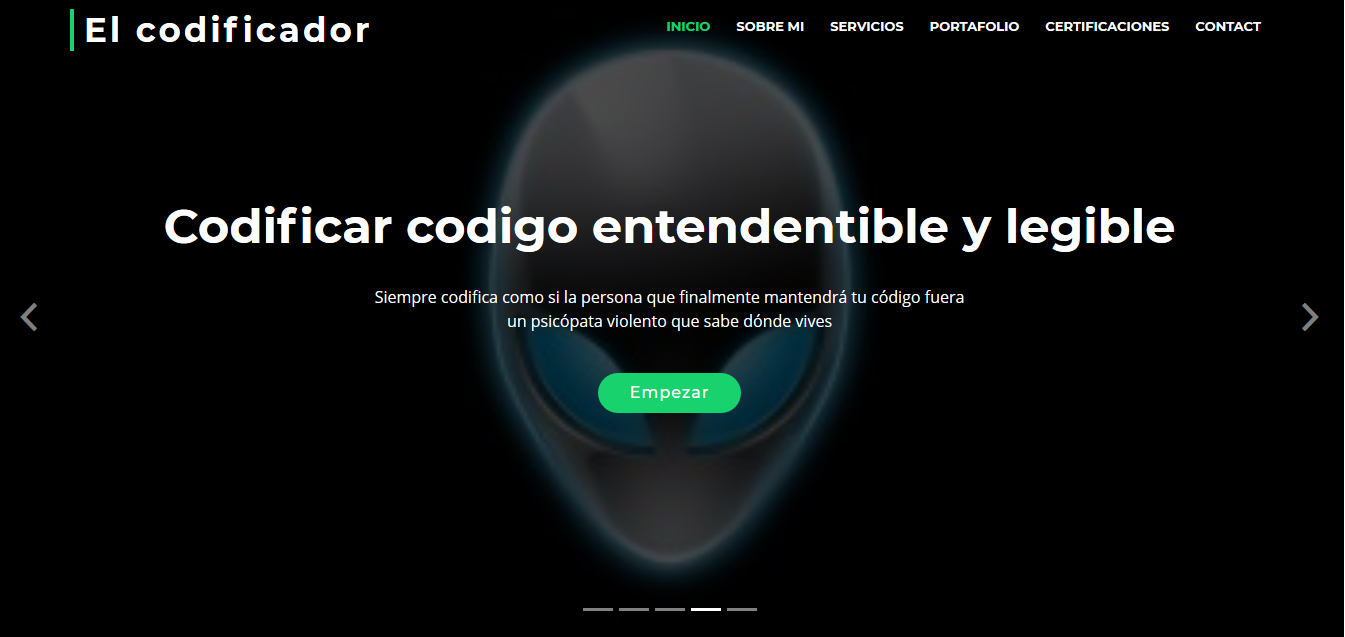 El codificador
INICIO SOBRE MI SERVICIOS PORTAFOLIO CERTIFICACIONES CONTACT
Codificar codigo entendentible y legible
Siempre codifica como si la persona que finalmente mantendrá tu código fuera
un psicópata violento que sabe dónde vives
Empezar